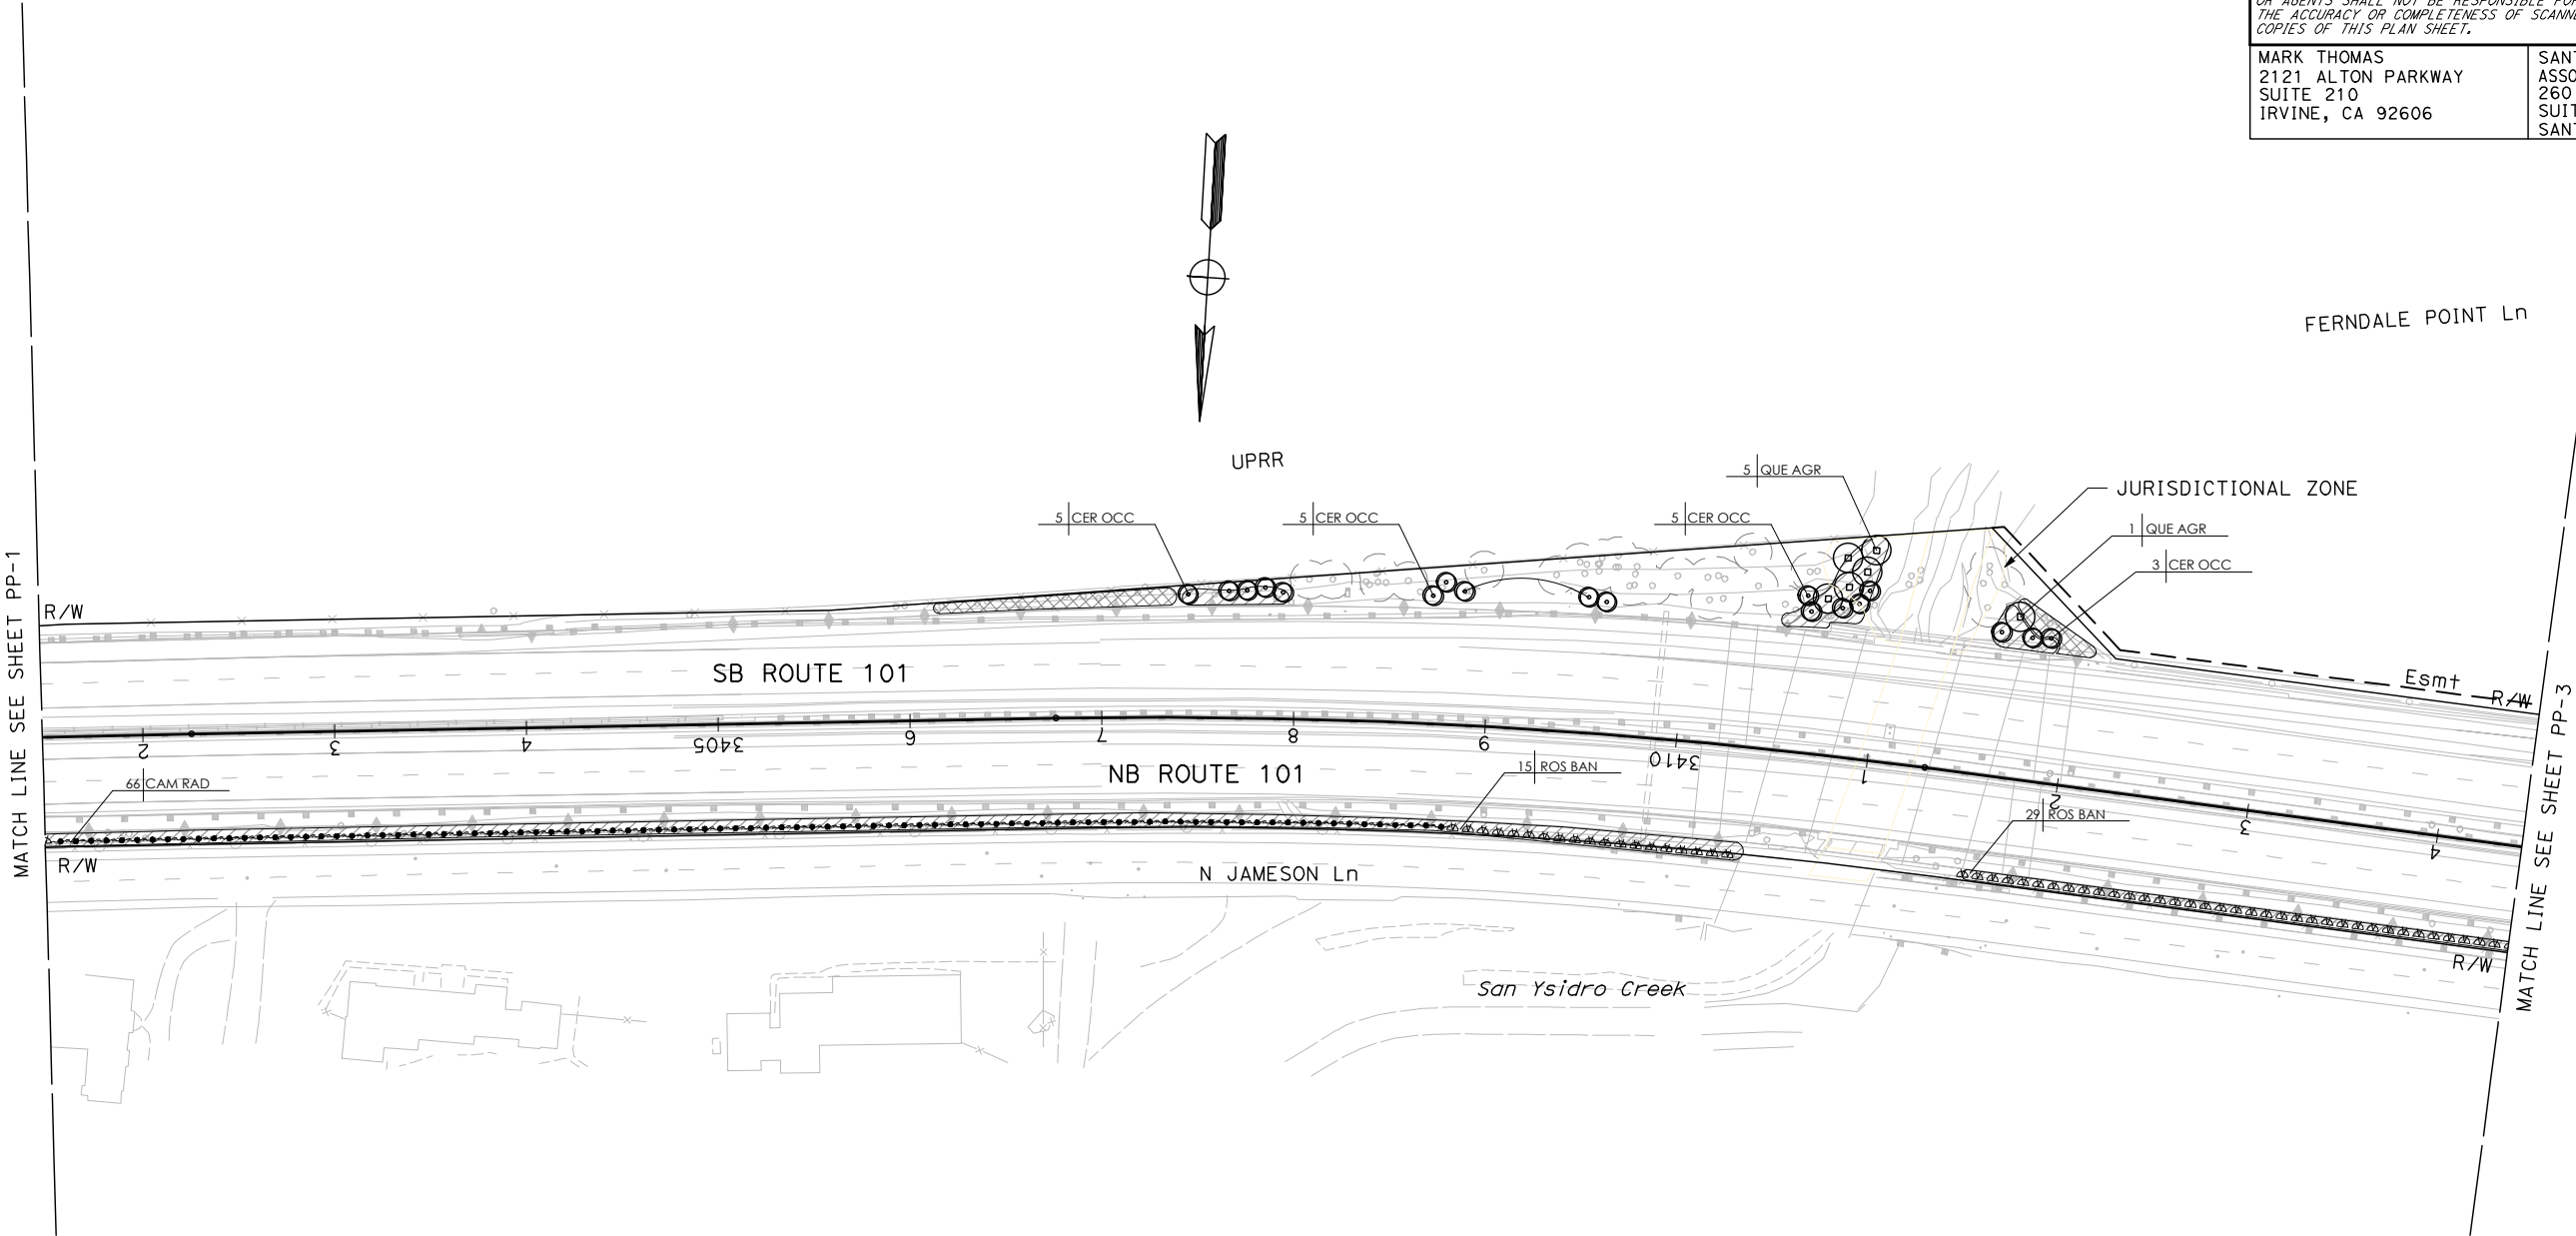 OR AGENTS SHALL NOT BE RESPONSIBLE FOR
THE ACCURACY OR COMPLETENESS OF
COPIES OF THIS PLAN SHEET.
MARK THOMAS
2121 ALTON PARKWAY
SUITE 210
IRVINE, CA 92606
260
FERNDALE POINT Ln
UPRR
5 QUE AGR
JURISDICTIONAL ZONE
5 CER OCC
5 CER OCC
5 CER OCC
1 QUE AGR
3 CER OCC
MATCH LINE SEE SHEET PP-1
R/W
Esmt
R/W
SB ROUTE 101
2
3
4
3405
6
7
8
9
3410
1
2
3
4
NB ROUTE 101
15 ROS BAN
66 CAM RAD
29 ROS BAN
R/W
N JAMESON Ln
R/W
San Ysidro Creek
MATCH LINE SEE SHEET PP-3